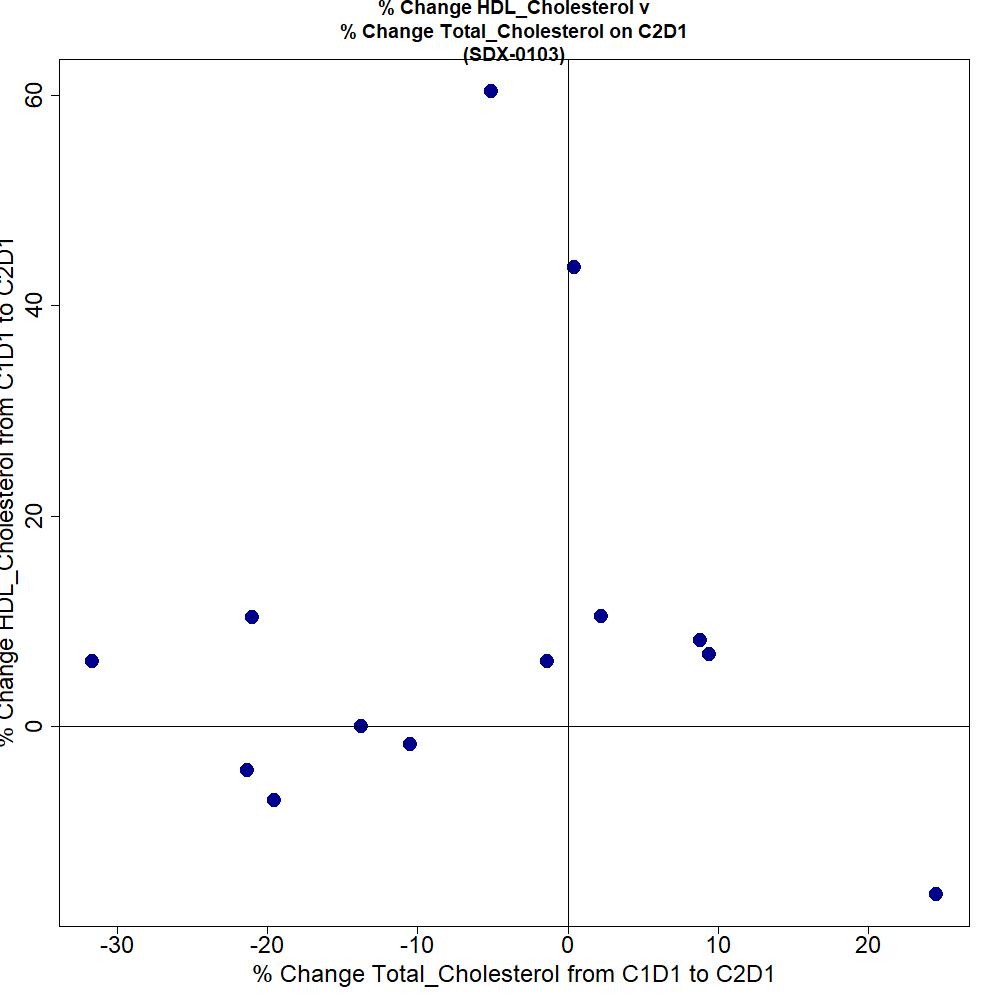 % Change HDL_Cholesterol v
% Change Total_Cholesterol on C2D1
(SDX-0103)
% Change HDL_Cholesterol from C1D1 to C2D1
60
40
20
0
-30
-20
-10
0
10
20
% Change Total_Cholesterol from C1D1 to C2D1